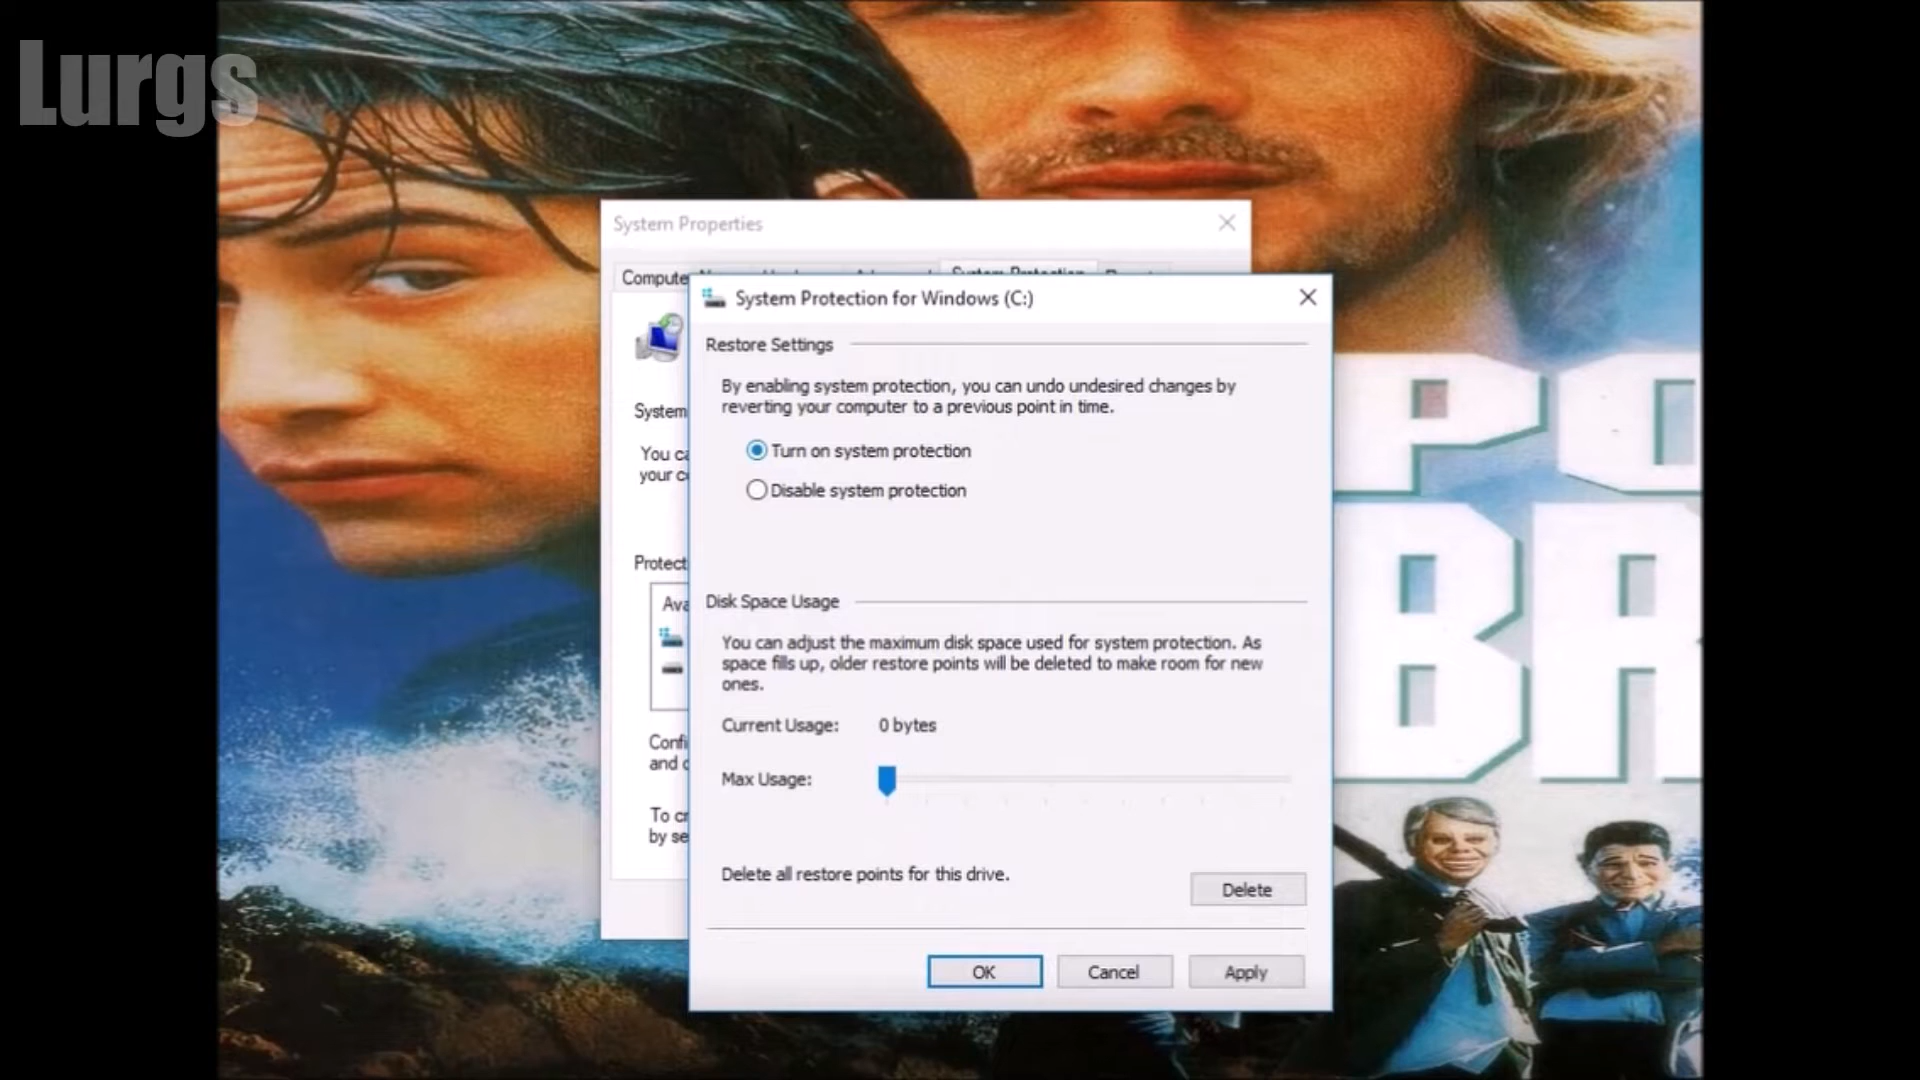 Lurgs
System Properties
Compute
System Protection
System Protection for Windows (C:)
Restore Settings
By enabling system protection, you can undo undesired changes by
reverting your computer to a previous point in time.
System
You ca
your c
Turn on system protection
Disable system protection
Protect
Ava
Disk Space Usage
You can adjust the maximum disk space used for system protection. As
space fills up, older restore points will be deleted to make room for new
ones.
Current Usage: 0 bytes
Confi
and c
Max Usage:
To cr
by se
Delete all restore points for this drive.
Delete
OK Cancel Apply
PO
BR